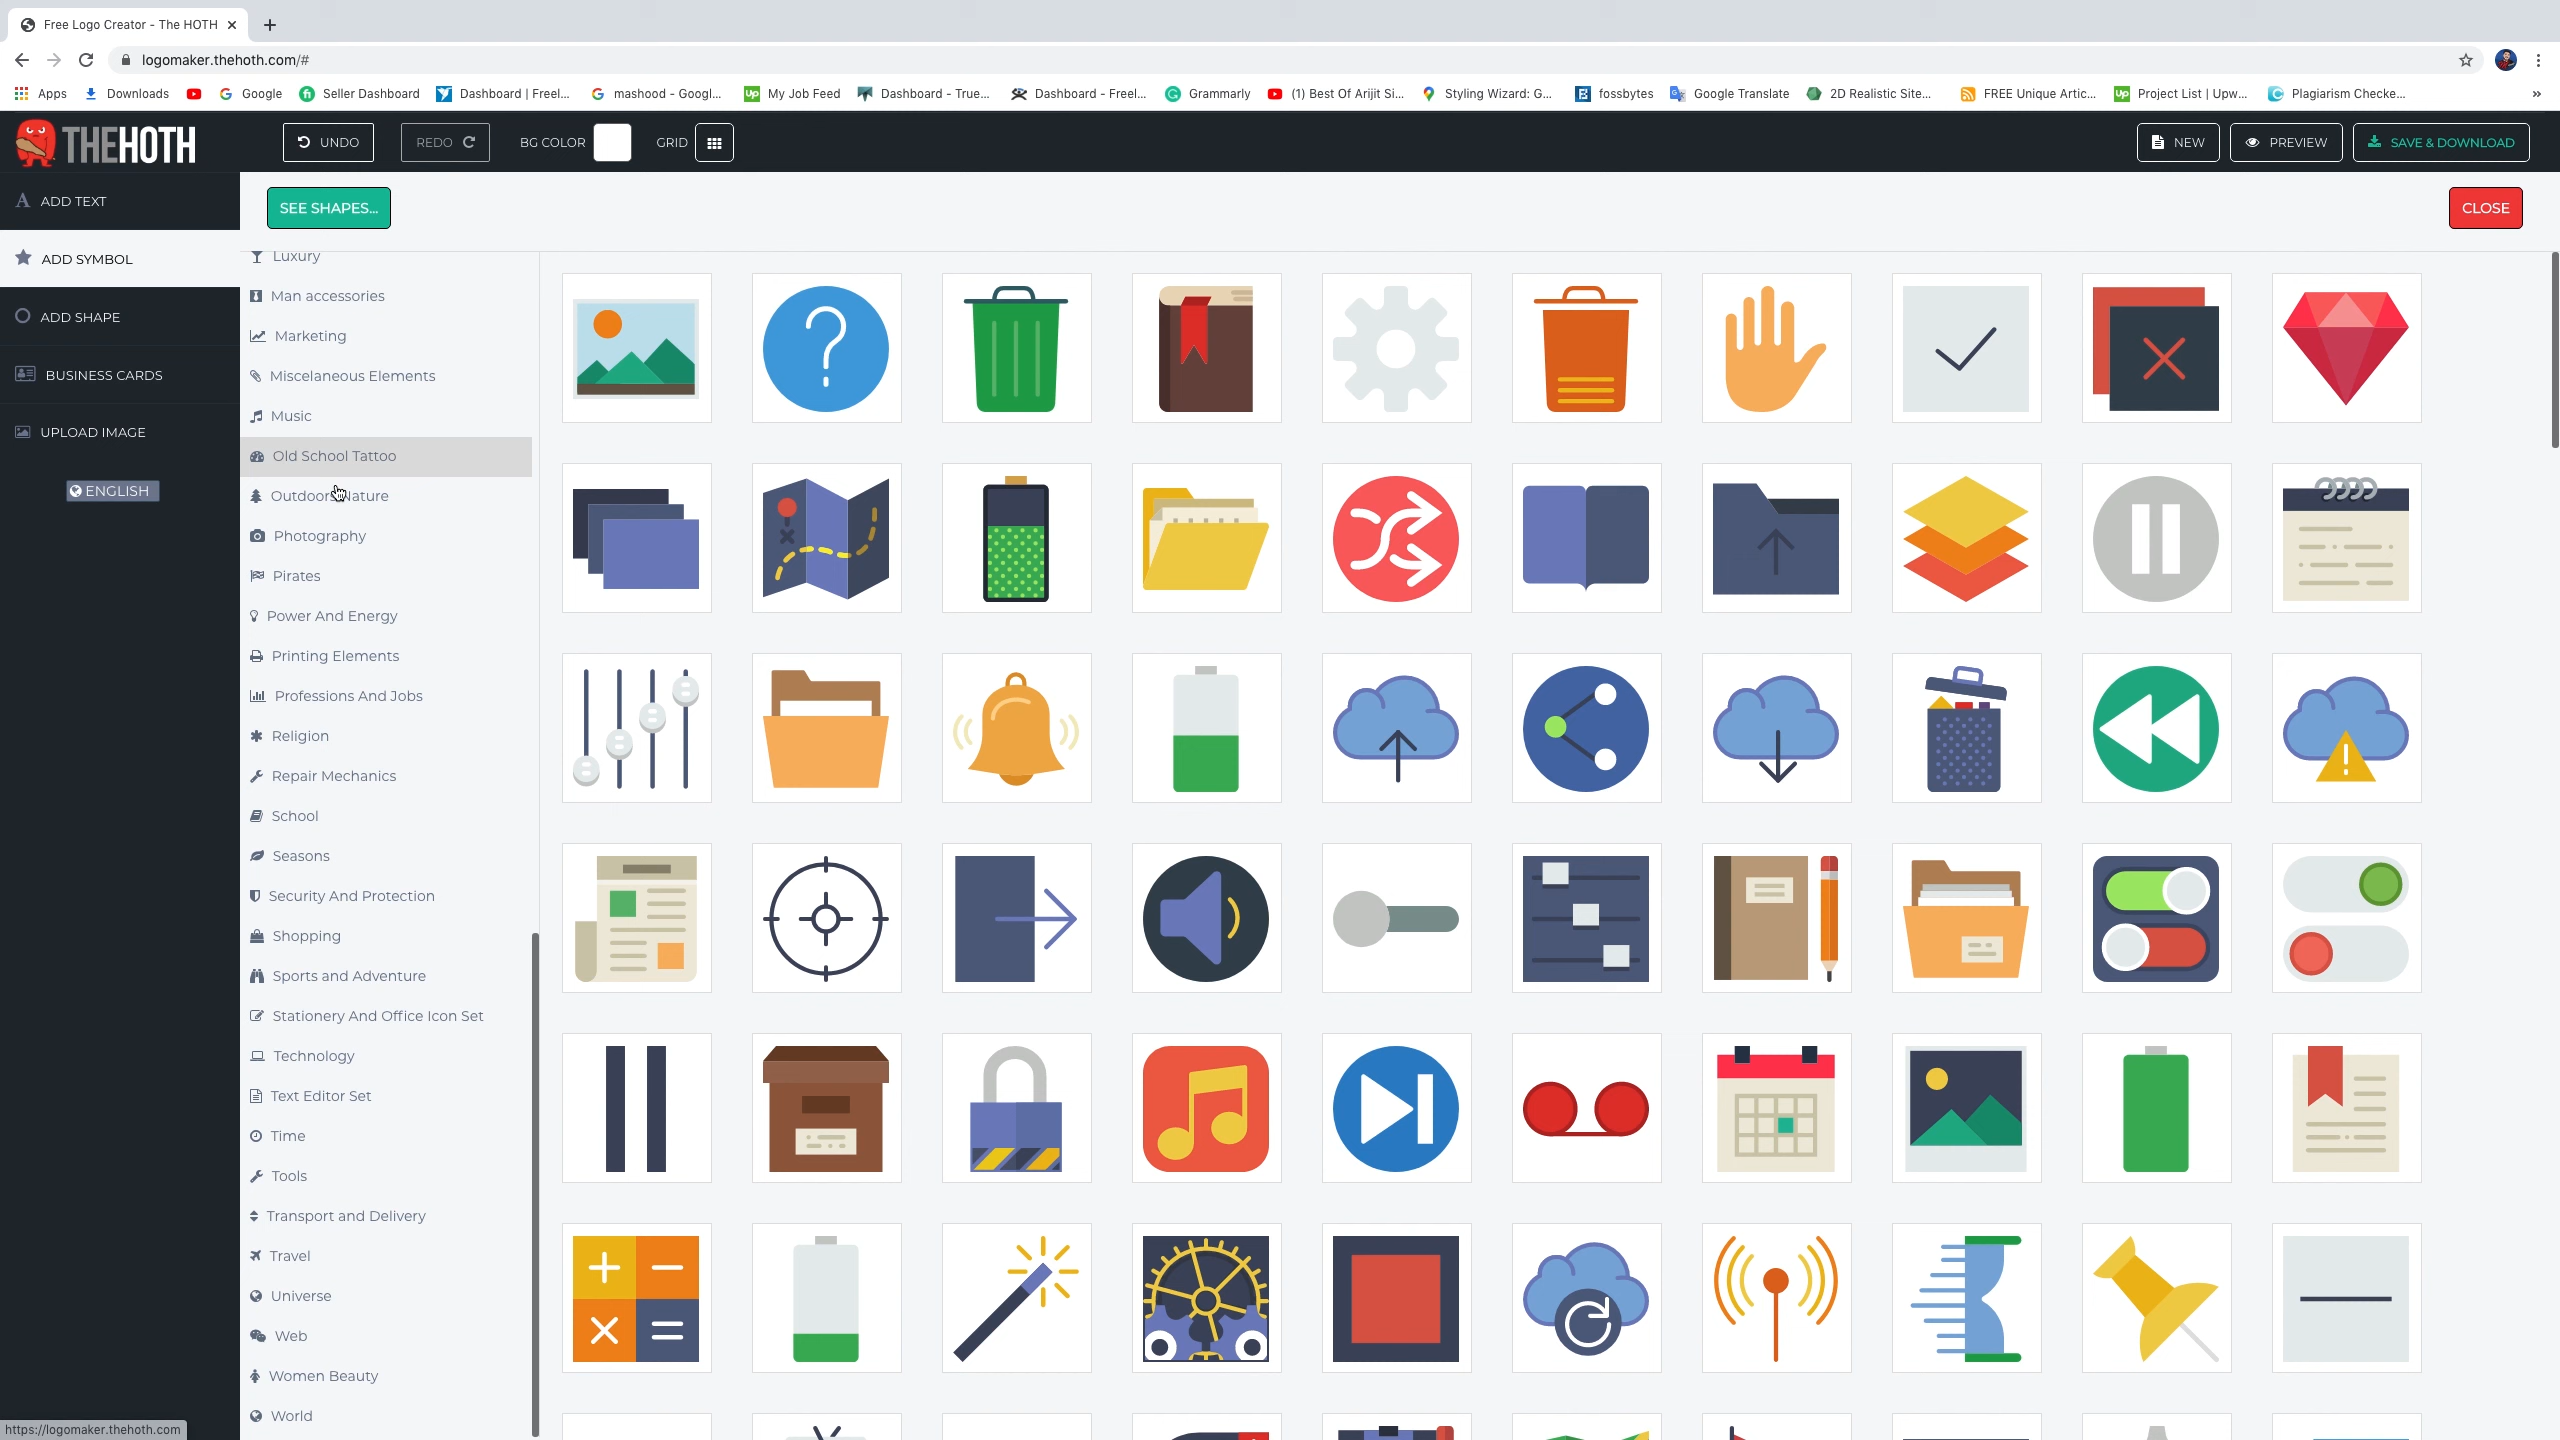 Free Logo Creator - The HOTH
logomaker.thehoth.com/#
Apps
Downloads
Google
Seller Dashboard
Dashboard | Freel...
mashood - Googl...
My Job Feed
Dashboard - True...
Dashboard - Freel...
Grammarly
(1) Best Of Arijit Si...
Styling Wizard: G...
fossbytes
Google Translate
2D Realistic Site...
FREE Unique Artic...
Project List | Upw...
Plagiarism Checke...
»
THEHOTH
UNDO
REDO
BG COLOR
GRID
NEW
PREVIEW
SAVE & DOWNLOAD
ADD TEXT
ADD SYMBOL
ADD SHAPE
BUSINESS CARDS
UPLOAD IMAGE
ENGLISH
SEE SHAPES...
CLOSE
Luxury
Man accessories
Marketing
Miscelaneous Elements
Music
Old School Tattoo
Outdoors Nature
Photography
Pirates
Power And Energy
Printing Elements
Professions And Jobs
Religion
Repair Mechanics
School
Seasons
Security And Protection
Shopping
Sports and Adventure
Stationery And Office Icon Set
Technology
Text Editor Set
Time
Tools
Transport and Delivery
Travel
Universe
Web
Women Beauty
World
https://logomaker.thehoth.com